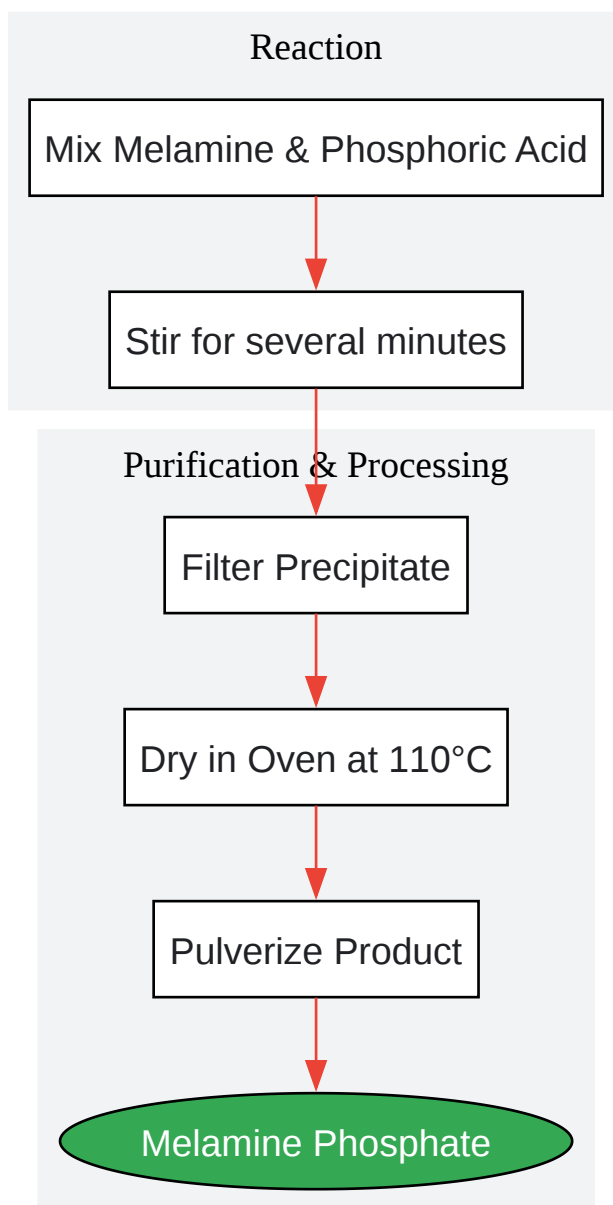 Reaction
Mix Melamine & Phosphoric Acid
Stir for several minutes
Purification & Processing
Filter Precipitate
Dry in Oven at 110°C
Pulverize Product
Melamine Phosphate